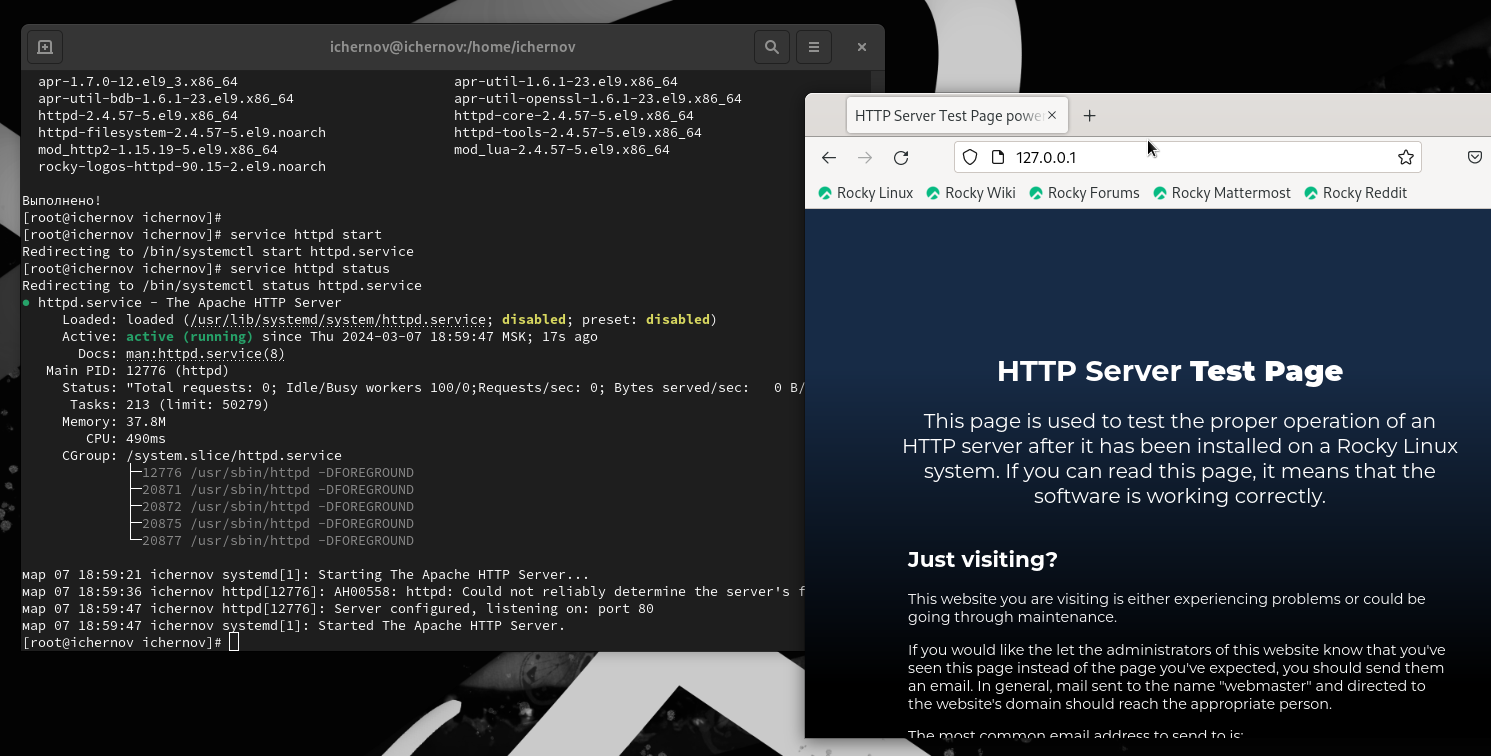 ichernov@ichernov:/home/ichernov
apr-1.7.0-12.el9_3.x86_64 apr-util-1.6.1-23.el9.x86_64
apr-util-bdb-1.6.1-23.el9.x86_64 apr-util-openssl-1.6.1-23.el9.x86_64
httpd-2.4.57-5.el9.x86_64 httpd-core-2.4.57-5.el9.x86_64
httpd-filesystem-2.4.57-5.el9.noarch httpd-tools-2.4.57-5.el9.x86_64
mod_http2-1.15.19-5.el9.x86_64 mod_lua-2.4.57-5.el9.x86_64
rocky-logos-httpd-90.15-2.el9.noarch
Выполнено!
[root@ichernov ichernov]#
[root@ichernov ichernov]# service httpd start
Redirecting to /bin/systemctl start httpd.service
[root@ichernov ichernov]# service httpd status
Redirecting to /bin/systemctl status httpd.service
● httpd.service - The Apache HTTP Server
Loaded: loaded (/usr/lib/systemd/system/httpd.service; disabled; preset: disabled)
Active: active (running) since Thu 2024-03-07 18:59:47 MSK; 17s ago
Docs: man:httpd.service(8)
Main PID: 12776 (httpd)
Status: "Total requests: 0; Idle/Busy workers 100/0;Requests/sec: 0; Bytes served/sec:   0 B/
Tasks: 213 (limit: 50279)
Memory: 37.8M
CPU: 490ms
CGroup: /system.slice/httpd.service
├─12776 /usr/sbin/httpd -DFOREGROUND
├─20871 /usr/sbin/httpd -DFOREGROUND
├─20872 /usr/sbin/httpd -DFOREGROUND
├─20875 /usr/sbin/httpd -DFOREGROUND
└─20877 /usr/sbin/httpd -DFOREGROUND
мар 07 18:59:21 ichernov systemd[1]: Starting The Apache HTTP Server...
мар 07 18:59:36 ichernov httpd[12776]: AH00558: httpd: Could not reliably determine the server's f
мар 07 18:59:47 ichernov httpd[12776]: Server configured, listening on: port 80
мар 07 18:59:47 ichernov systemd[1]: Started The Apache HTTP Server.
[root@ichernov ichernov]#
HTTP Server Test Page powe
127.0.0.1
Rocky Linux Rocky Wiki Rocky Forums Rocky Mattermost Rocky Reddit
HTTP Server Test Page
This page is used to test the proper operation of an
HTTP server after it has been installed on a Rocky Linux
system. If you can read this page, it means that the
software is working correctly.
Just visiting?
This website you are visiting is either experiencing problems or could be
going through maintenance.
If you would like the let the administrators of this website know that you've
seen this page instead of the page you've expected, you should send them
an email. In general, mail sent to the name "webmaster" and directed to
the website's domain should reach the appropriate person.
The most common email address to send to is: